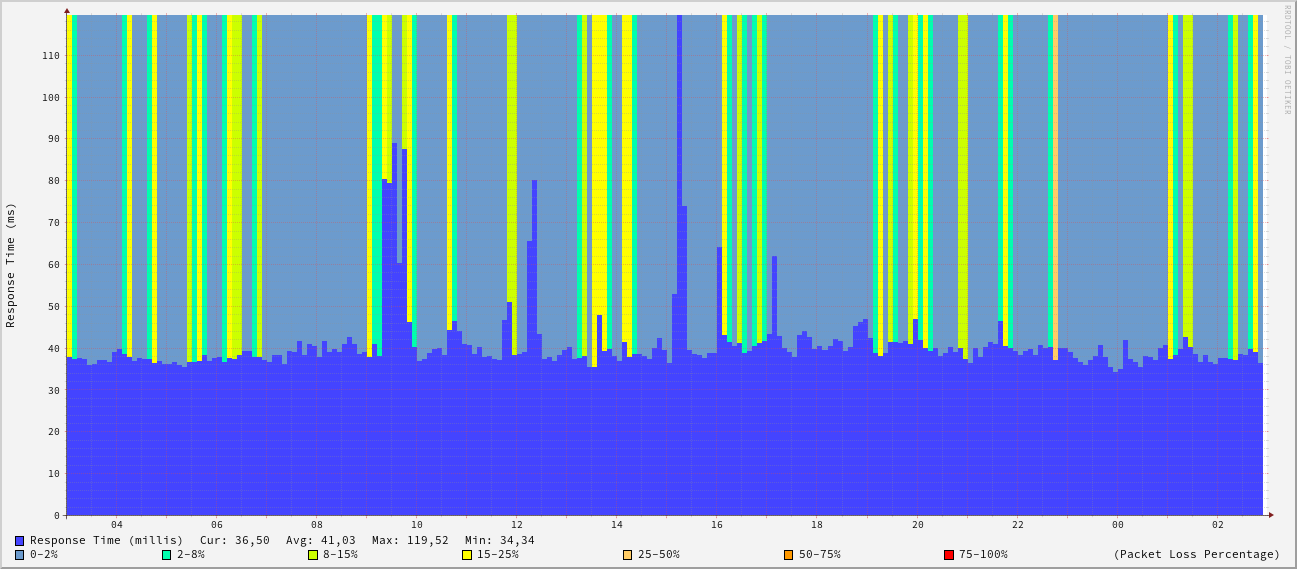 RRDTOOL / TOBI OETIKER
Response Time (ms)
110
100
90
80
70
60
50
40
30
20
10
0
04 06 08 10 12 14 16 18 20 22 00 02
Response Time (millis) Cur: 36,50 Avg: 41,03 Max: 119,52 Min: 34,34
0-2% 2-8% 8-15% 15-25% 25-50% 50-75% 75-100% (Packet Loss Percentage)